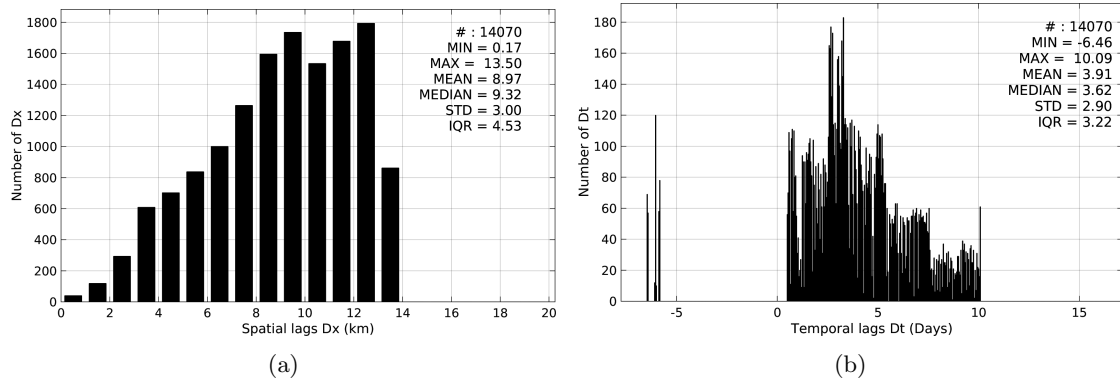 1800
1600
1400
1200
1000
800
600
400
200
0
Number of Dx
# : 14070
MIN = 0.17
MAX = 13.50
MEAN = 8.97
MEDIAN = 9.32
STD = 3.00
IQR = 4.53
0 2 4 6 8 10 12 14 16 18 20
Spatial lags Dx (km)
(a)
180
160
140
120
100
80
60
40
20
0
Number of Dt
# : 14070
MIN = -6.46
MAX = 10.09
MEAN = 3.91
MEDIAN = 3.62
STD = 2.90
IQR = 3.22
-5 0 5 10 15
Temporal lags Dt (Days)
(b)